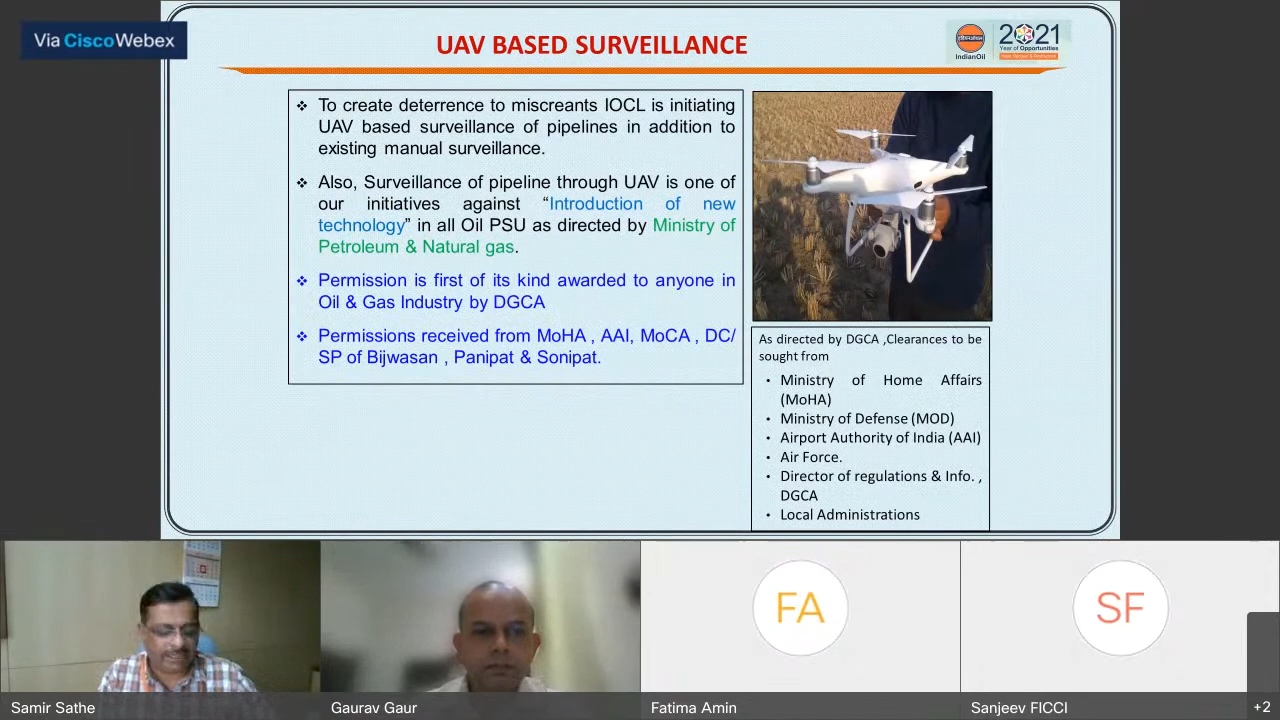 Via Cisco Webex
UAV BASED SURVEILLANCE
इंडियनऑयल
IndianOil
2021
Year of Opportunities
❖ To create deterrence to miscreants IOCL is initiating
UAV based surveillance of pipelines in addition to
existing manual surveillance.
❖ Also, Surveillance of pipeline through UAV is one of
our initiatives against “Introduction of new
technology” in all Oil PSU as directed by Ministry of
Petroleum & Natural gas.
❖ Permission is first of its kind awarded to anyone in
Oil & Gas Industry by DGCA
❖ Permissions received from MoHA , AAI, MoCA , DC/
SP of Bijwasan , Panipat & Sonipat.
As directed by DGCA ,Clearances to be
sought from
• Ministry of Home Affairs
(MoHA)
• Ministry of Defense (MOD)
• Airport Authority of India (AAI)
• Air Force.
• Director of regulations & Info. ,
DGCA
• Local Administrations
FA
SF
Samir Sathe
Gaurav Gaur
Fatima Amin
Sanjeev FICCI
+2